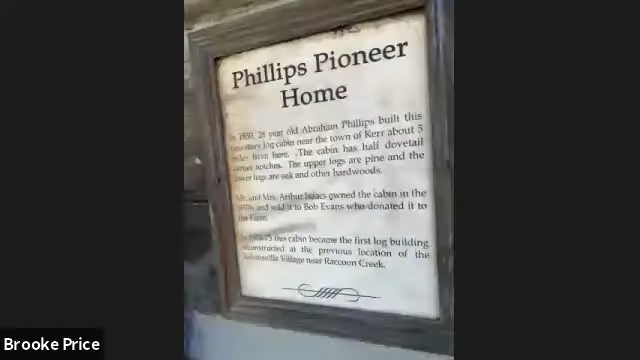 Phillips Pioneer
Home
In 1850, 28 year old Abraham Phillips built this
story log cabin near the town of Kerr about 5
miles from here. The cabin has half dovetail
corner notches. The upper logs are pine and the
lower logs are oak and other hardwoods.
Mr. and Mrs. Arthur Isaacs owned the cabin in the
1970s and sold it to Bob Evans who donated it to
the Farm.
In 1974-75 this cabin became the first log building
reconstructed at the previous location of the
Village near Raccoon Creek.
Brooke Price